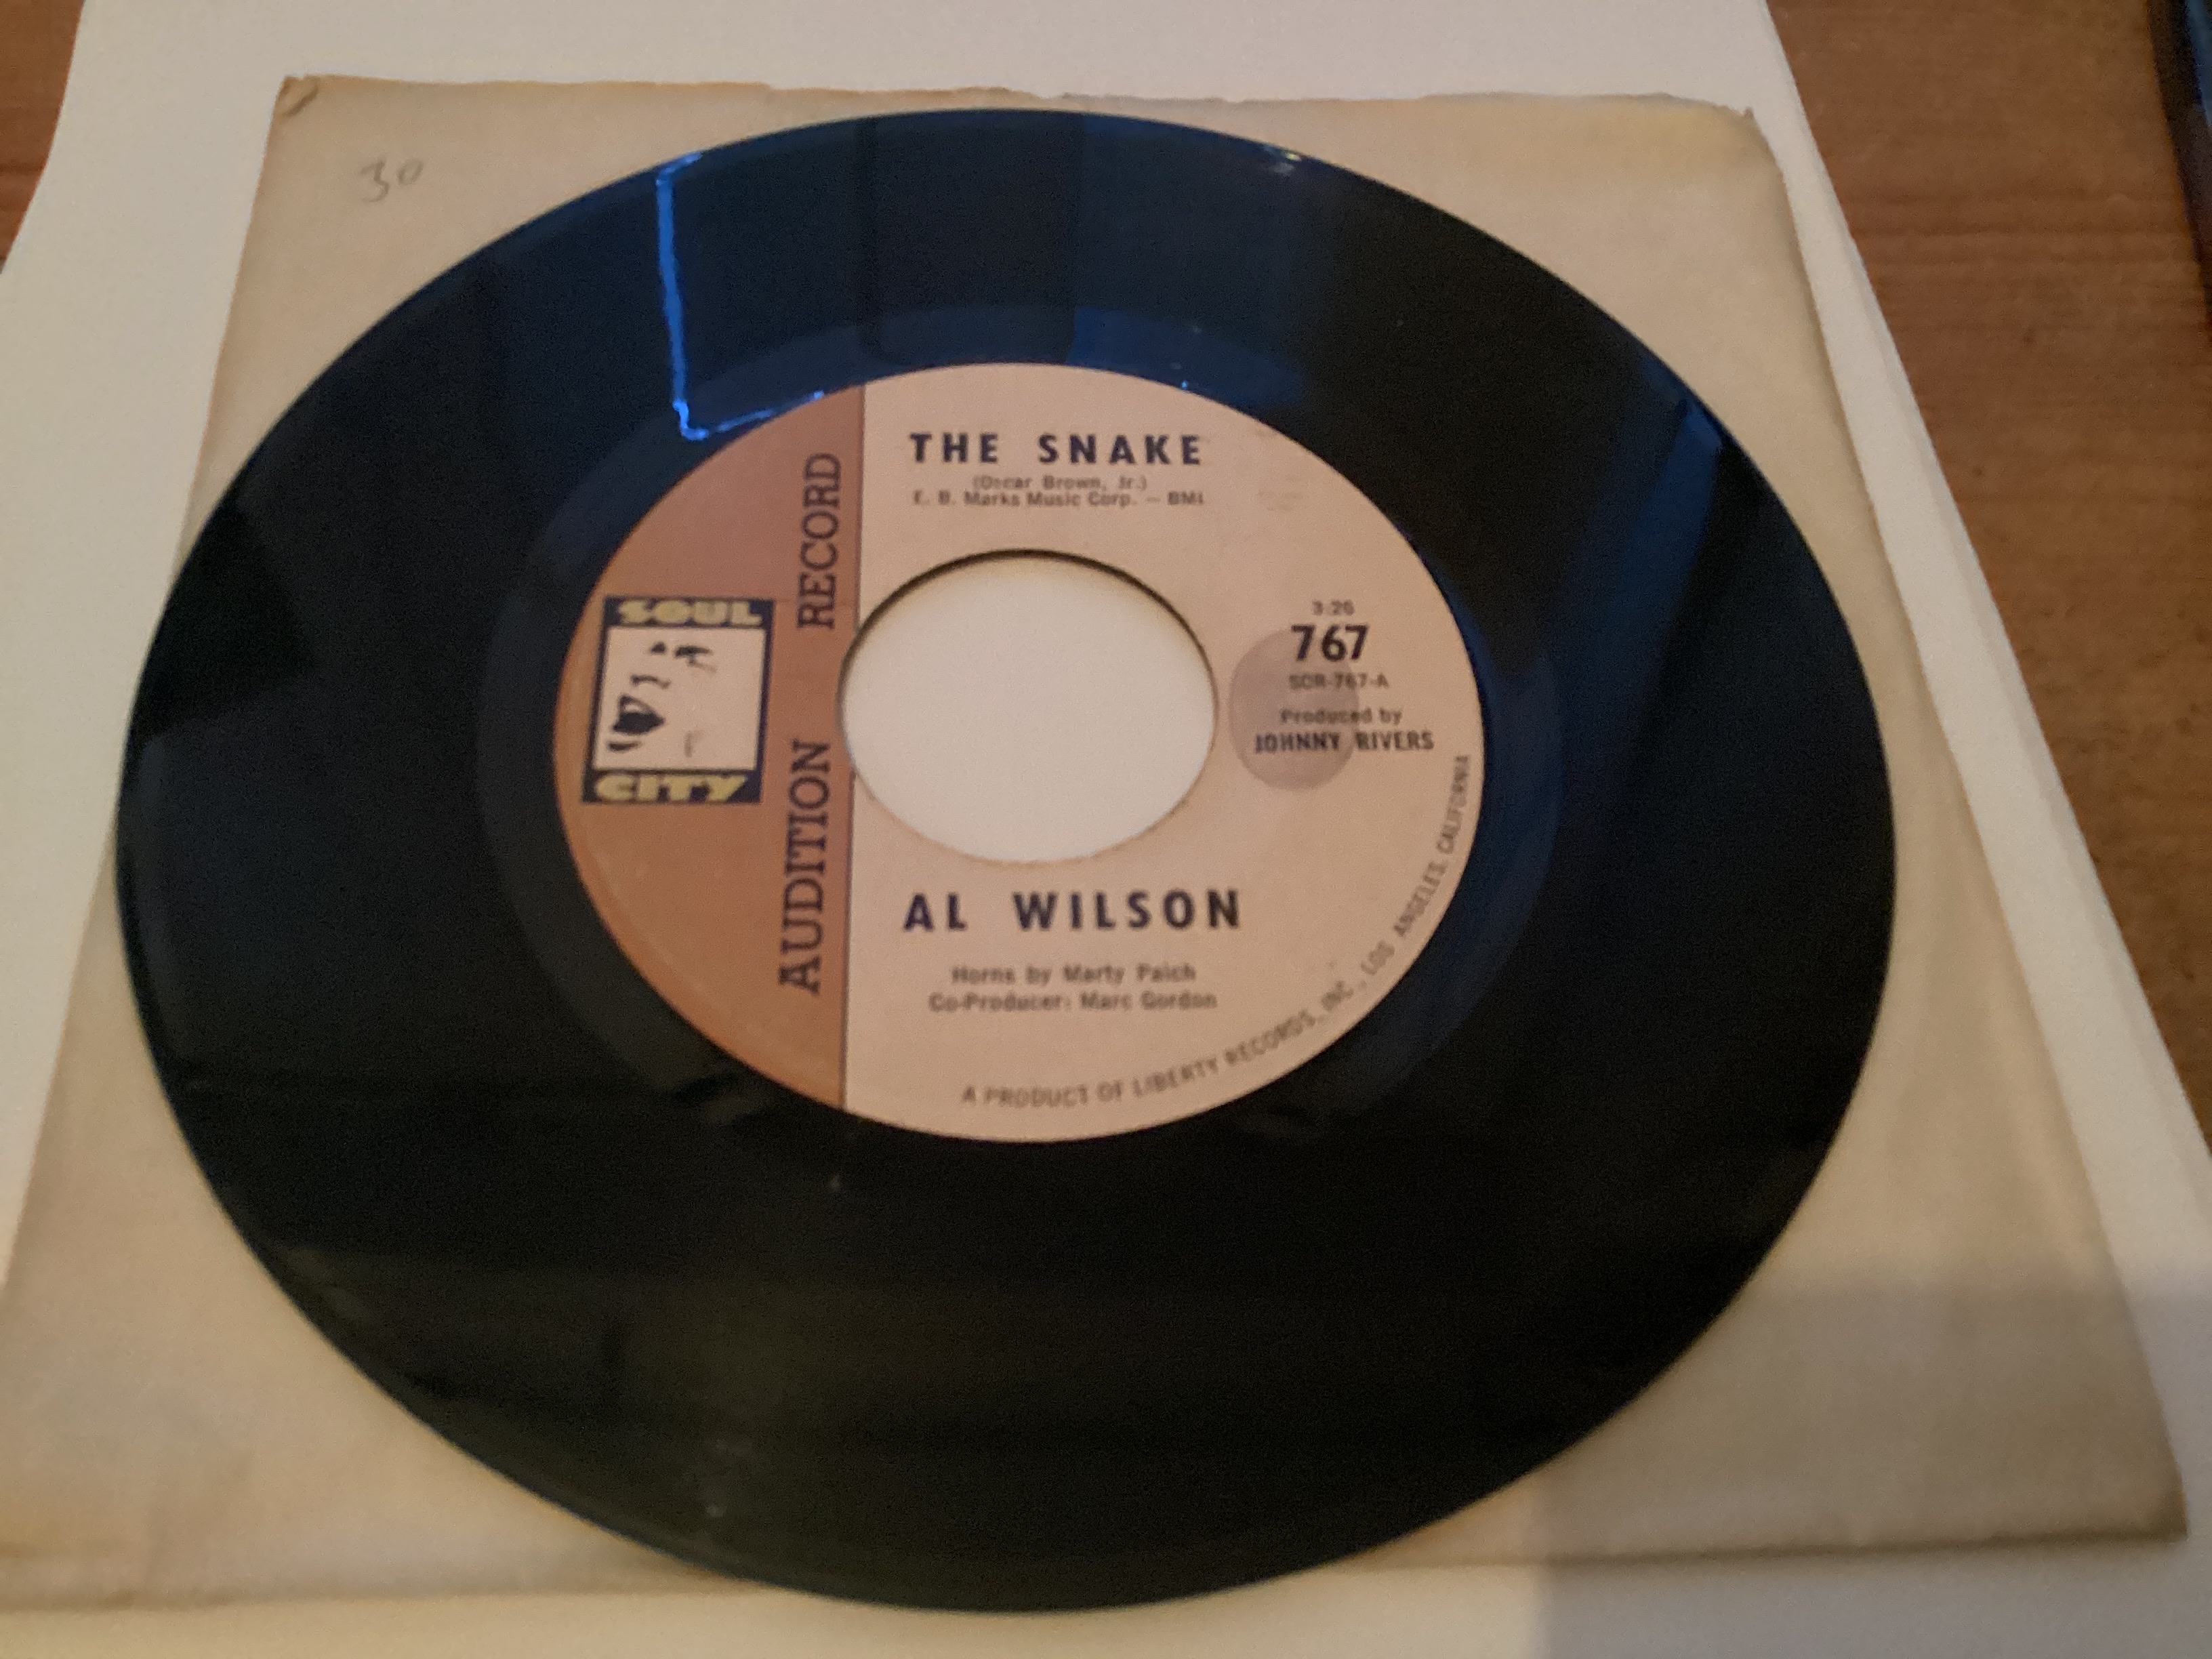 30
THE SNAKE
(Oscar Brown, Jr.)
E. B. Marks Music Corp. — BMI
AUDITION RECORD
SOUL
CITY
3:20
767
SCR-767-A
Produced by
JOHNNY RIVERS
AL WILSON
Horns by Marty Paich
Co-Producer: Marc Gordon
A PRODUCT OF LIBERTY RECORDS, INC., LOS ANGELES, CALIFORNIA